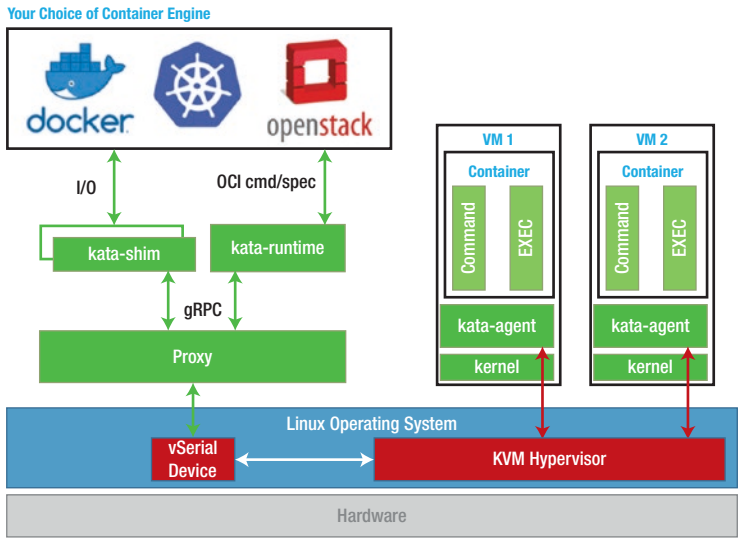 Your Choice of Container Engine
docker
openstack
I/O
OCI cmd/spec
kata-shim
kata-runtime
gRPC
Proxy
VM 1
Container
Command
EXEC
kata-agent
kernel
VM 2
Container
Command
EXEC
kata-agent
kernel
Linux Operating System
vSerial
Device
KVM Hypervisor
Hardware